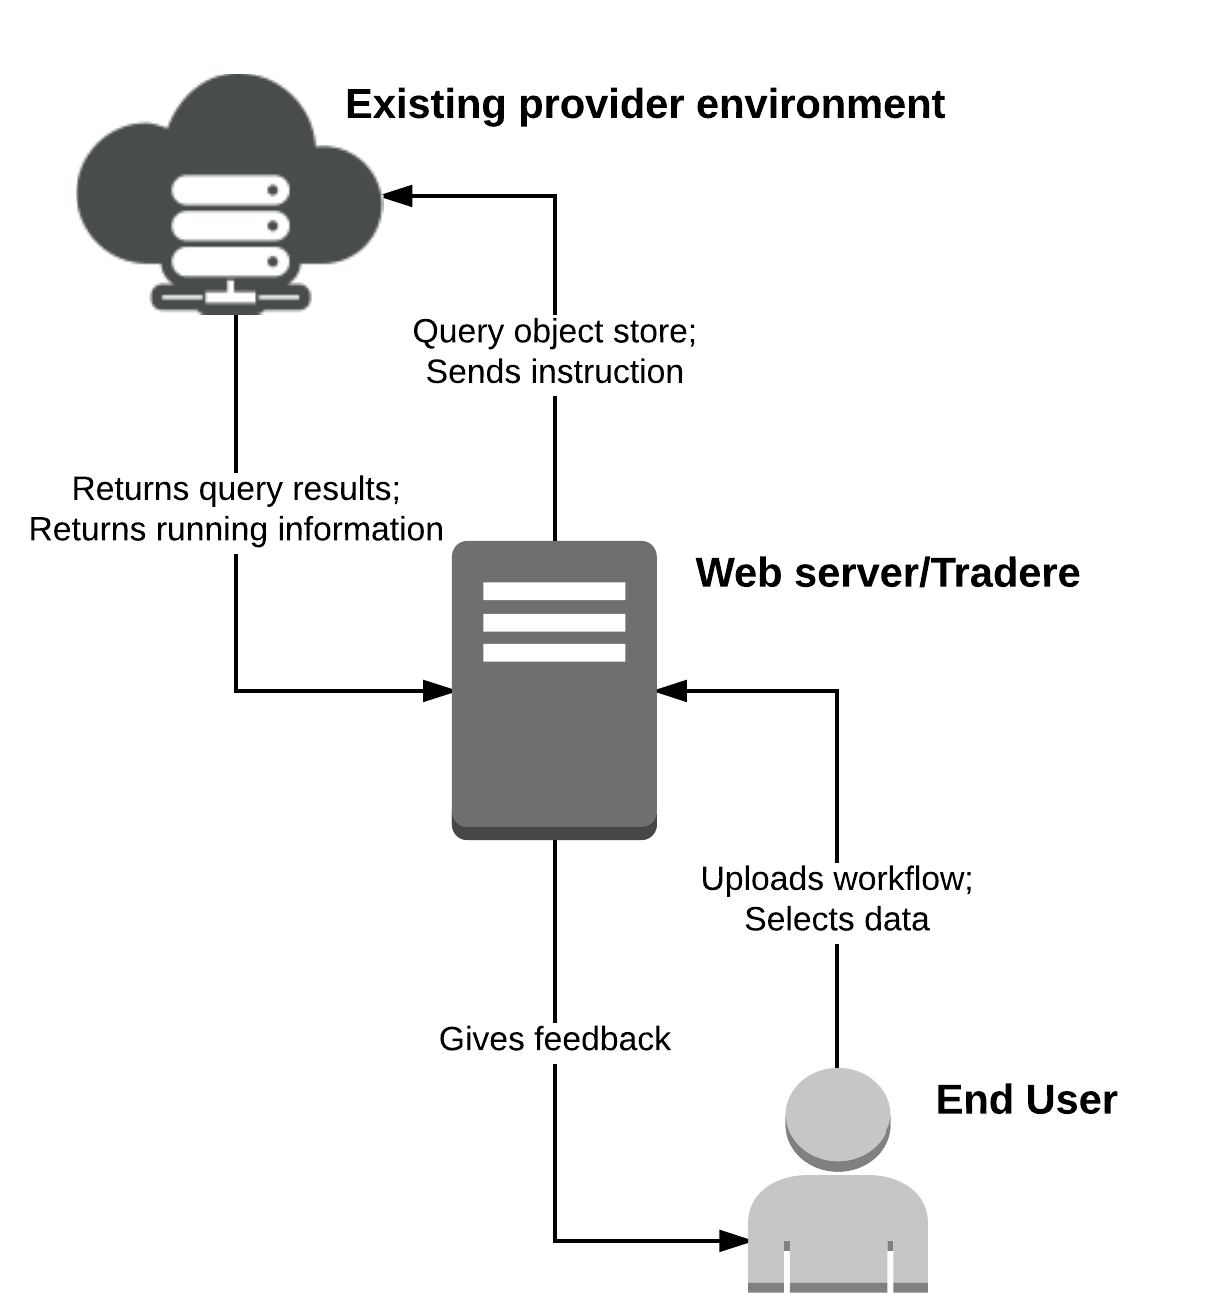 Existing provider environment
Query object store;
Sends instruction
Returns query results;
Returns running information
Web server/Tradere
Uploads workflow;
Selects data
Gives feedback
End User